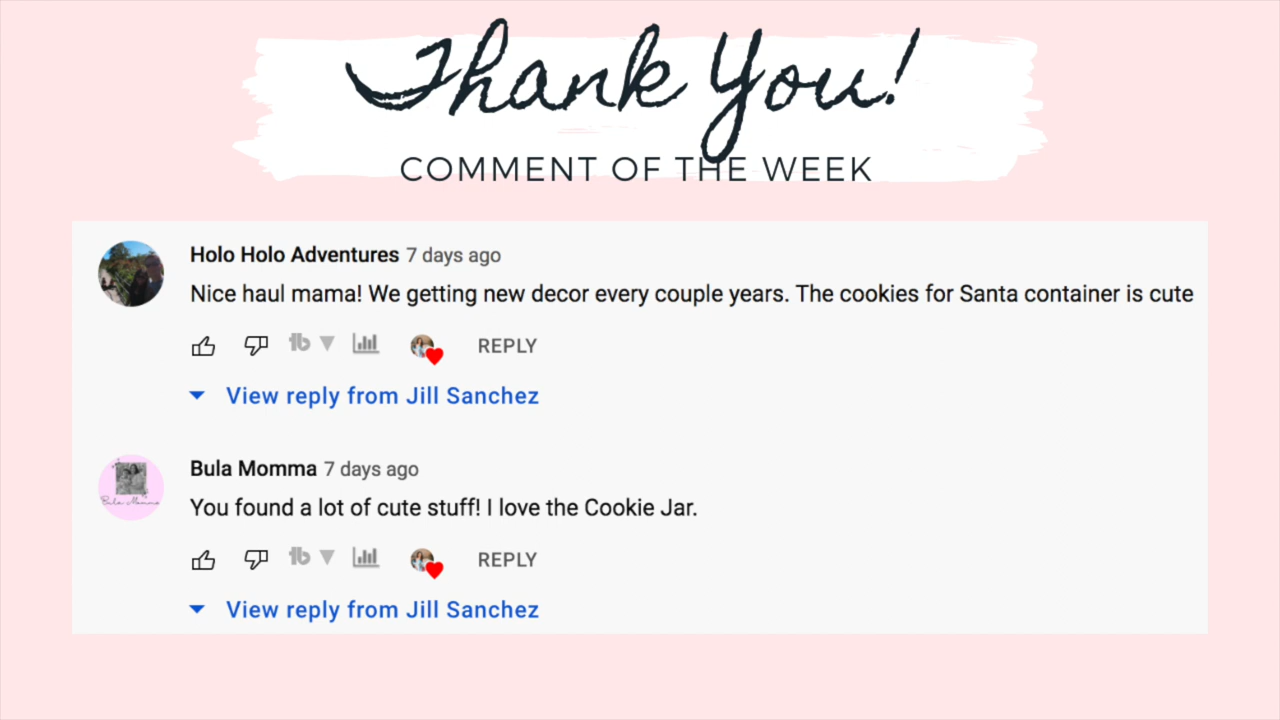 Thank You!
COMMENT OF THE WEEK
Holo Holo Adventures 7 days ago
Nice haul mama! We getting new decor every couple years. The cookies for Santa container is cute
REPLY
View reply from Jill Sanchez
Bula Momma
Bula Momma 7 days ago
You found a lot of cute stuff! I love the Cookie Jar.
REPLY
View reply from Jill Sanchez